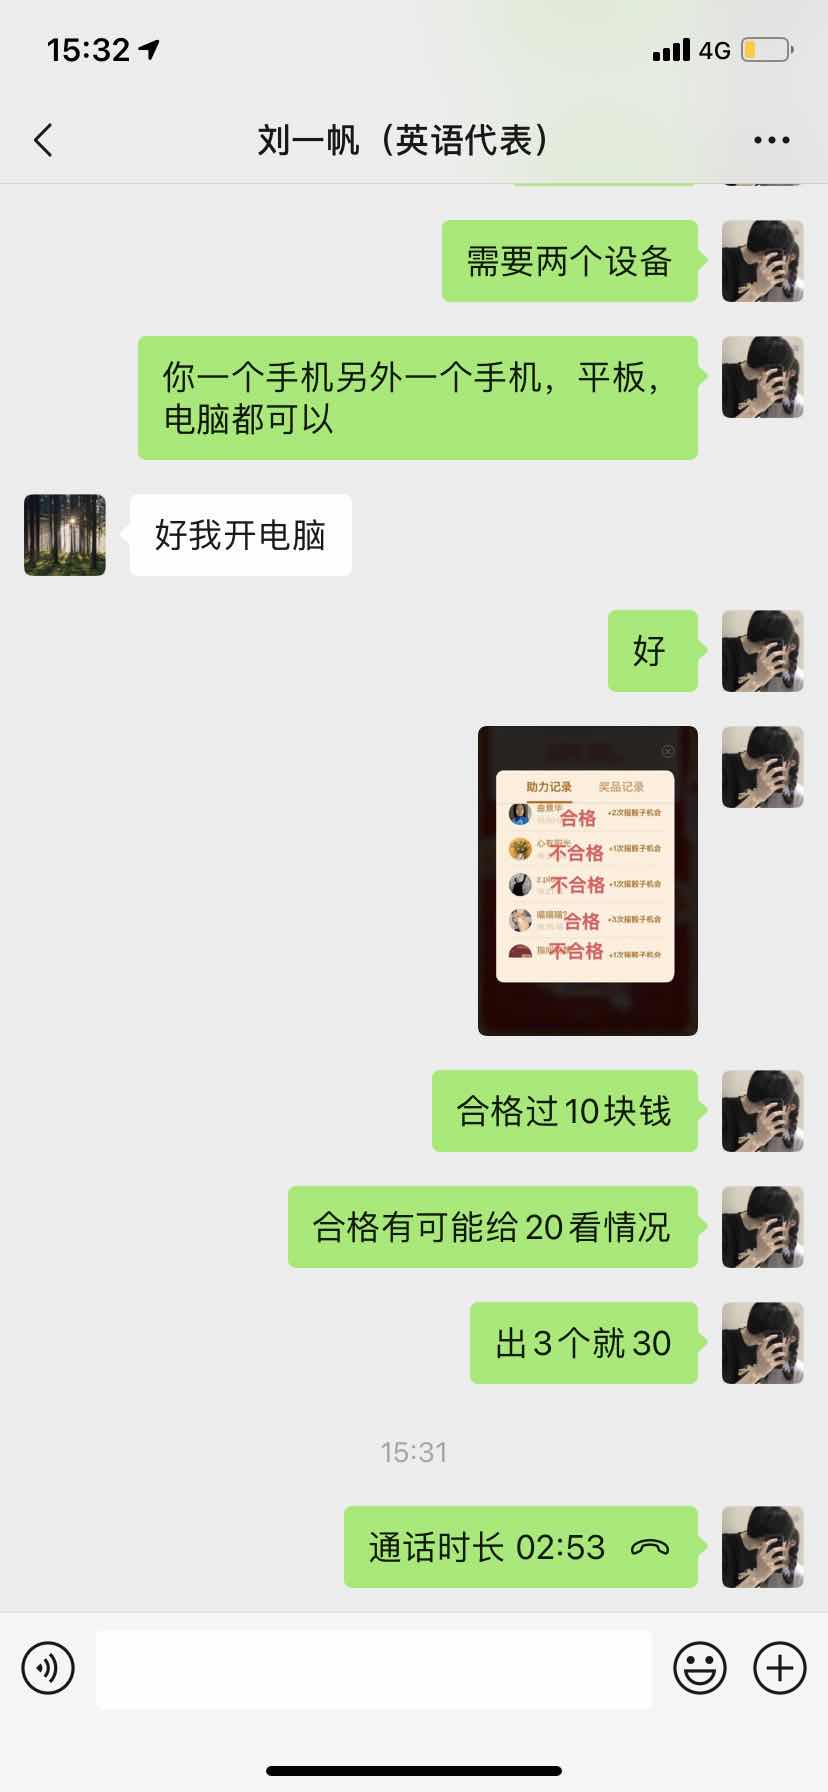 15:32
4G
刘一帆（英语代表）
需要两个设备
你一个手机另外一个手机，平板，
电脑都可以
好我开电脑
好
助力记录 奖品记录
合格 +2次摇骰子机会
不合格 +1次摇骰子机会
不合格 +1次摇骰子机会
合格 +3次摇骰子机会
不合格 +1次摇骰子机会
合格过10块钱
合格有可能给20看情况
出3个就30
15:31
通话时长 02:53